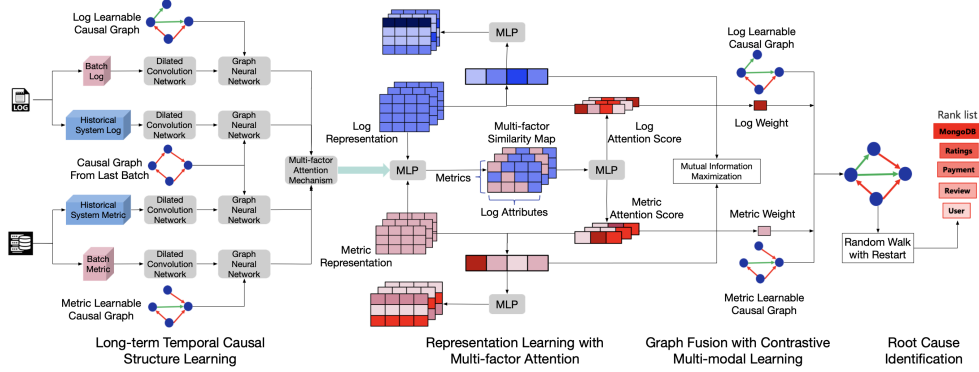 Log Learnable
Causal Graph
Batch
Log
Dilated
Convolution
Network
Graph
Neural
Network
LOG
Historical
System Log
Dilated
Convolution
Network
Graph
Neural
Network
Causal Graph
From Last Batch
Multi-factor
Attention
Mechanism
Historical
System Metric
Dilated
Convolution
Network
Graph
Neural
Network
Batch
Metric
Dilated
Convolution
Network
Graph
Neural
Network
Metric Learnable
Causal Graph
Long-term Temporal Causal
Structure Learning
MLP
Log
Representation
Multi-factor
Similarity Map
Log
Attention Score
MLP
Metrics
MLP
Log Attributes
Metric
Attention Score
Metric
Representation
MLP
Representation Learning with
Multi-factor Attention
Log Learnable
Causal Graph
Log Weight
Mutual Information
Maximization
Metric Weight
Metric Learnable
Causal Graph
Graph Fusion with Contrastive
Multi-modal Learning
Rank list
MongoDB
Ratings
Payment
Review
User
Random Walk
with Restart
Root Cause
Identification